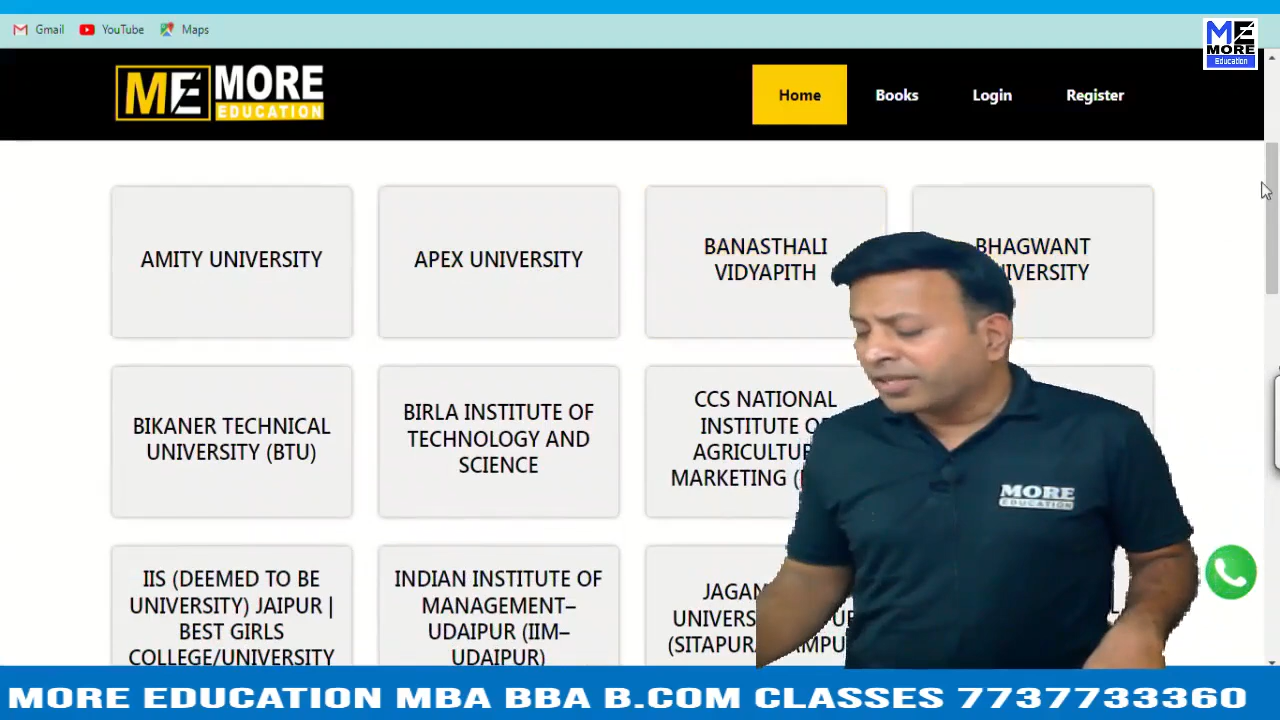 Gmail YouTube Maps
ME MORE EDUCATION
Home Books Login Register
ME
MORE
Education
AMITY UNIVERSITY
APEX UNIVERSITY
BANASTHALI
VIDYAPITH
BHAGWANT
BIKANER TECHNICAL
UNIVERSITY (BTU)
BIRLA INSTITUTE OF
TECHNOLOGY AND
SCIENCE
CCS NATIONAL
INSTITUTE
MARKETING
IIS (DEEMED TO BE
UNIVERSITY) JAIPUR |
BEST GIRLS
COLLEGE/UNIVERSITY
INDIAN INSTITUTE OF
MANAGEMENT–
UDAIPUR (IIM–
UDAIPUR)
MORE
EDUCATION
MORE EDUCATION MBA BBA B.COM CLASSES 7737733360